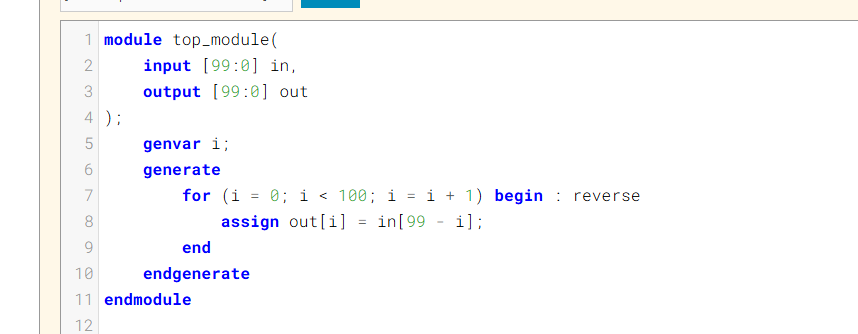 1 module top_module(
2     input [99:0] in,
3     output [99:0] out
4 );
5     genvar i;
6     generate
7         for (i = 0; i < 100; i = i + 1) begin : reverse
8             assign out[i] = in[99 - i];
9         end
10     endgenerate
11 endmodule
12